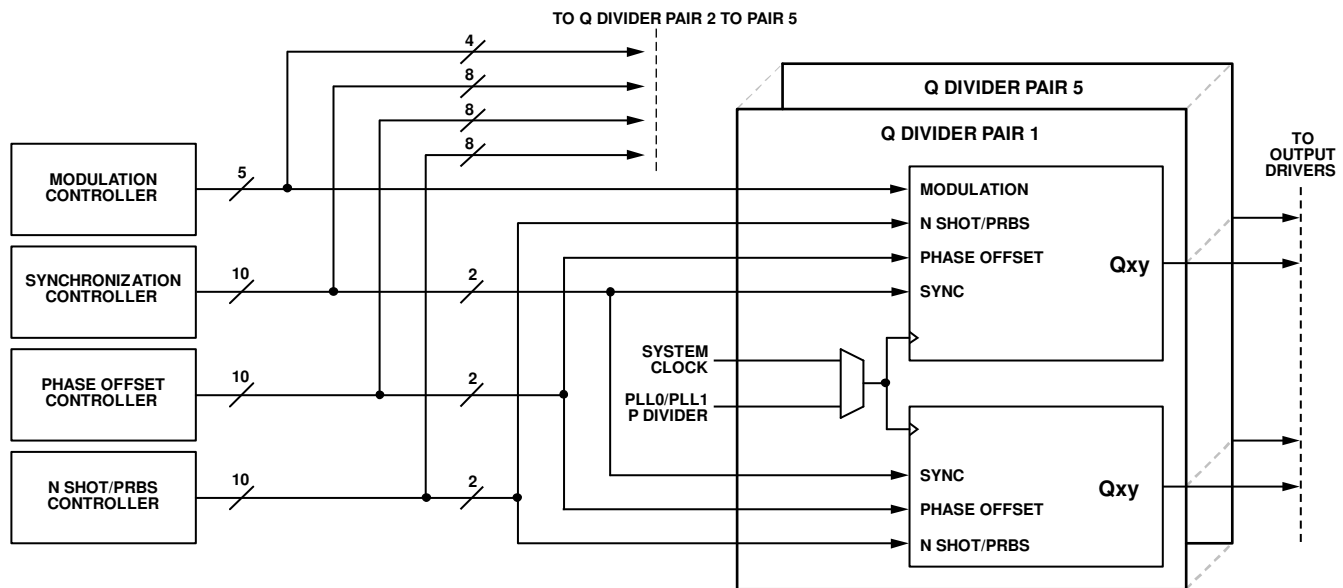 TO Q DIVIDER PAIR 2 TO PAIR 5
4
8
8
8
MODULATION
CONTROLLER
5
SYNCHRONIZATION
CONTROLLER
10
2
PHASE OFFSET
CONTROLLER
10
2
N SHOT/PRBS
CONTROLLER
10
2
SYSTEM
CLOCK
PLL0/PLL1
P DIVIDER
Q DIVIDER PAIR 5
Q DIVIDER PAIR 1
MODULATION
N SHOT/PRBS
PHASE OFFSET
SYNC
Qxy
SYNC
PHASE OFFSET
N SHOT/PRBS
Qxy
TO
OUTPUT
DRIVERS